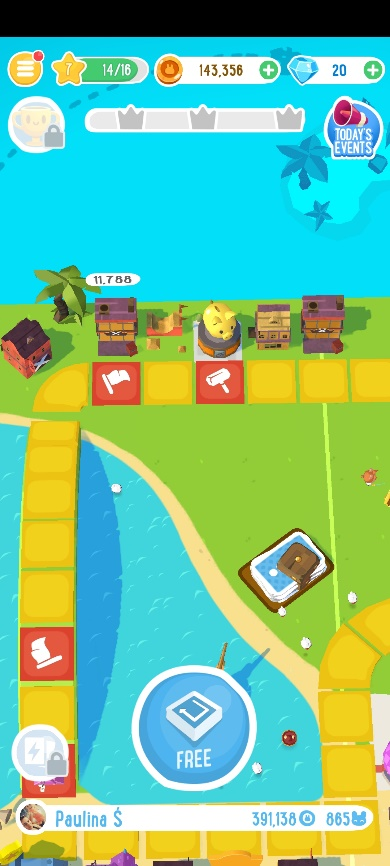 7 14/16 143,356 20
TODAY'S
EVENTS
11,788
FREE
Paulina $ 391,138 865